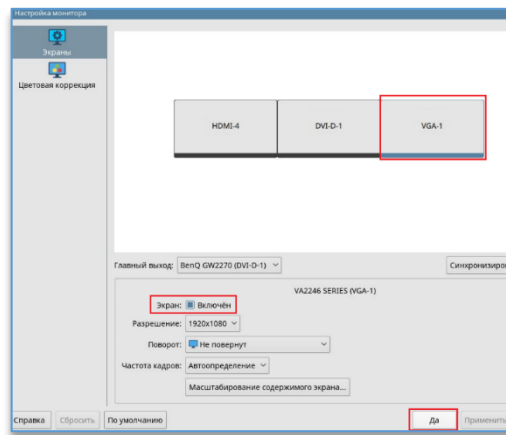 Настройка монитора
Экраны
Цветовая коррекция
HDMI-4
DVI-D-1
VGA-1
Главный выход: BenQ GW2270 (DVI-D-1)
Синхронизиро
VA2246 SERIES (VGA-1)
Экран: Включён
Разрешение: 1920x1080
Поворот: Не повернут
Частота кадров: Автоопределение
Масштабирование содержимого экрана...
Справка Сбросить По умолчанию Да Применить